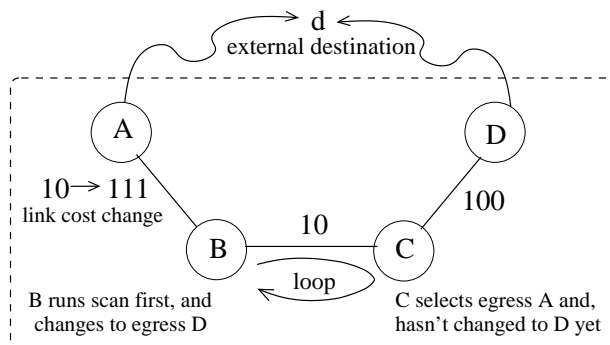 d
external destination
A
D
10→111
link cost change
100
10
B
C
loop
B runs scan first, and
changes to egress D
C selects egress A and,
hasn't changed to D yet